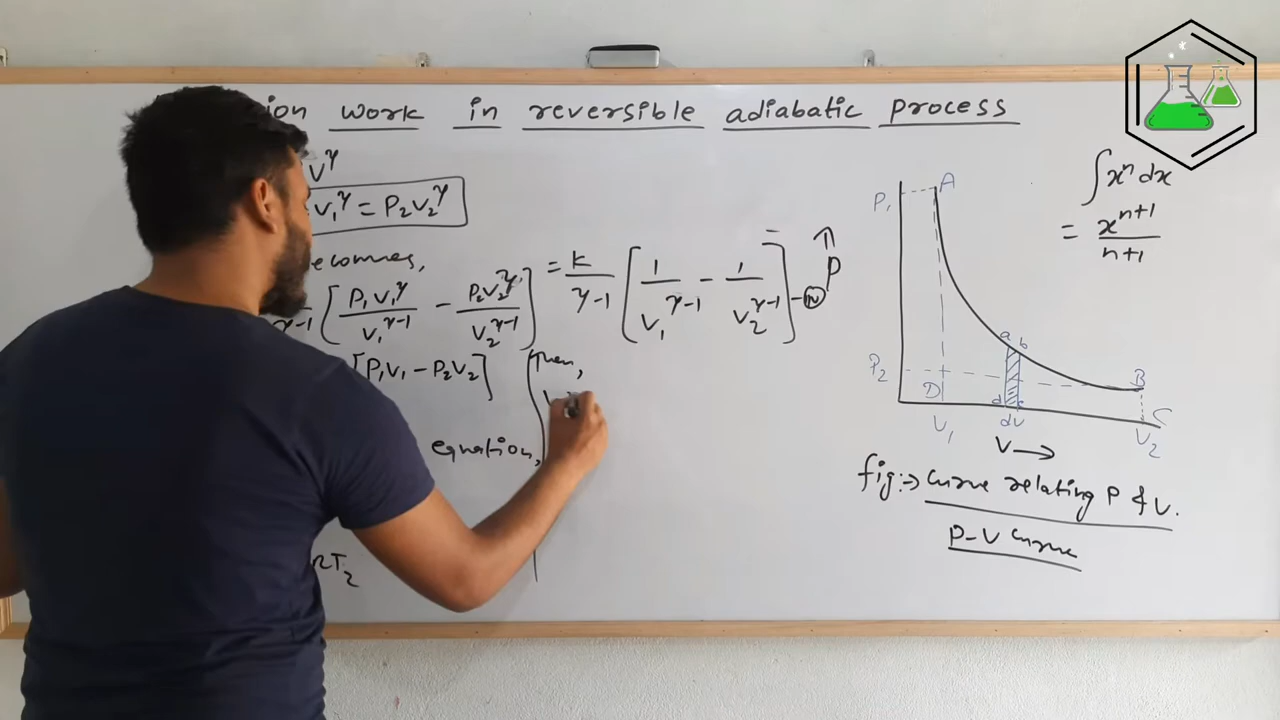 ion work in reversible adiabatic process
V^γ
V₁^γ = P₂V₂^γ
ecomes,
γ-1 [ P₁V₁^γ / V₁^γ-1 − P₂V₂^γ / V₂^γ-1 ]
[P₁V₁ − P₂V₂]
equation,
RT₂
= K / γ-1 [ 1 / V₁^γ-1 − 1 / V₂^γ-1 ] - IV
then,
∫xⁿ dx
= x^n+1 / n+1
P
P₁
P₂
A
a b
B
D
d c
C
V₁
dv
V₂
V →
fig:→ Curve relating P & V.
P-V Curve